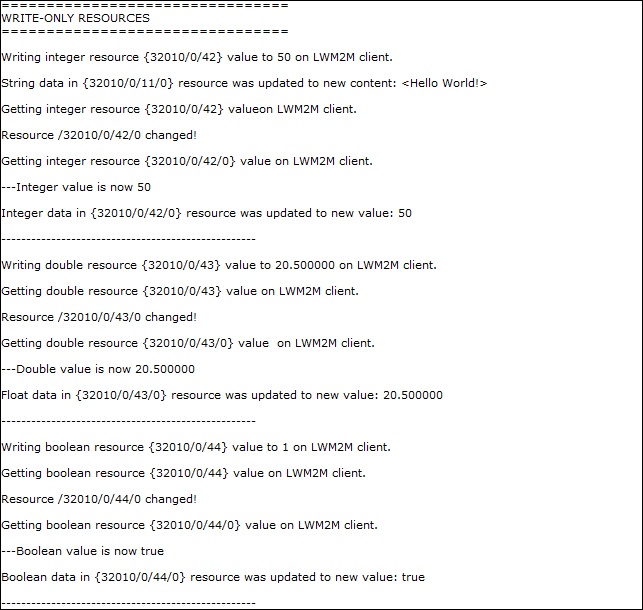 ================================
WRITE-ONLY RESOURCES
================================
Writing integer resource {32010/0/42} value to 50 on LWM2M client.
String data in {32010/0/11/0} resource was updated to new content: <Hello World!>
Getting integer resource {32010/0/42} valueon LWM2M client.
Resource /32010/0/42/0 changed!
Getting integer resource {32010/0/42/0} value on LWM2M client.
---Integer value is now 50
Integer data in {32010/0/42/0} resource was updated to new value: 50
---------------------------------------------------
Writing double resource {32010/0/43} value to 20.500000 on LWM2M client.
Getting double resource {32010/0/43} value on LWM2M client.
Resource /32010/0/43/0 changed!
Getting double resource {32010/0/43/0} value  on LWM2M client.
---Double value is now 20.500000
Float data in {32010/0/43/0} resource was updated to new value: 20.500000
---------------------------------------------------
Writing boolean resource {32010/0/44} value to 1 on LWM2M client.
Getting boolean resource {32010/0/44} value on LWM2M client.
Resource /32010/0/44/0 changed!
Getting boolean resource {32010/0/44/0} value on LWM2M client.
---Boolean value is now true
Boolean data in {32010/0/44/0} resource was updated to new value: true
---------------------------------------------------